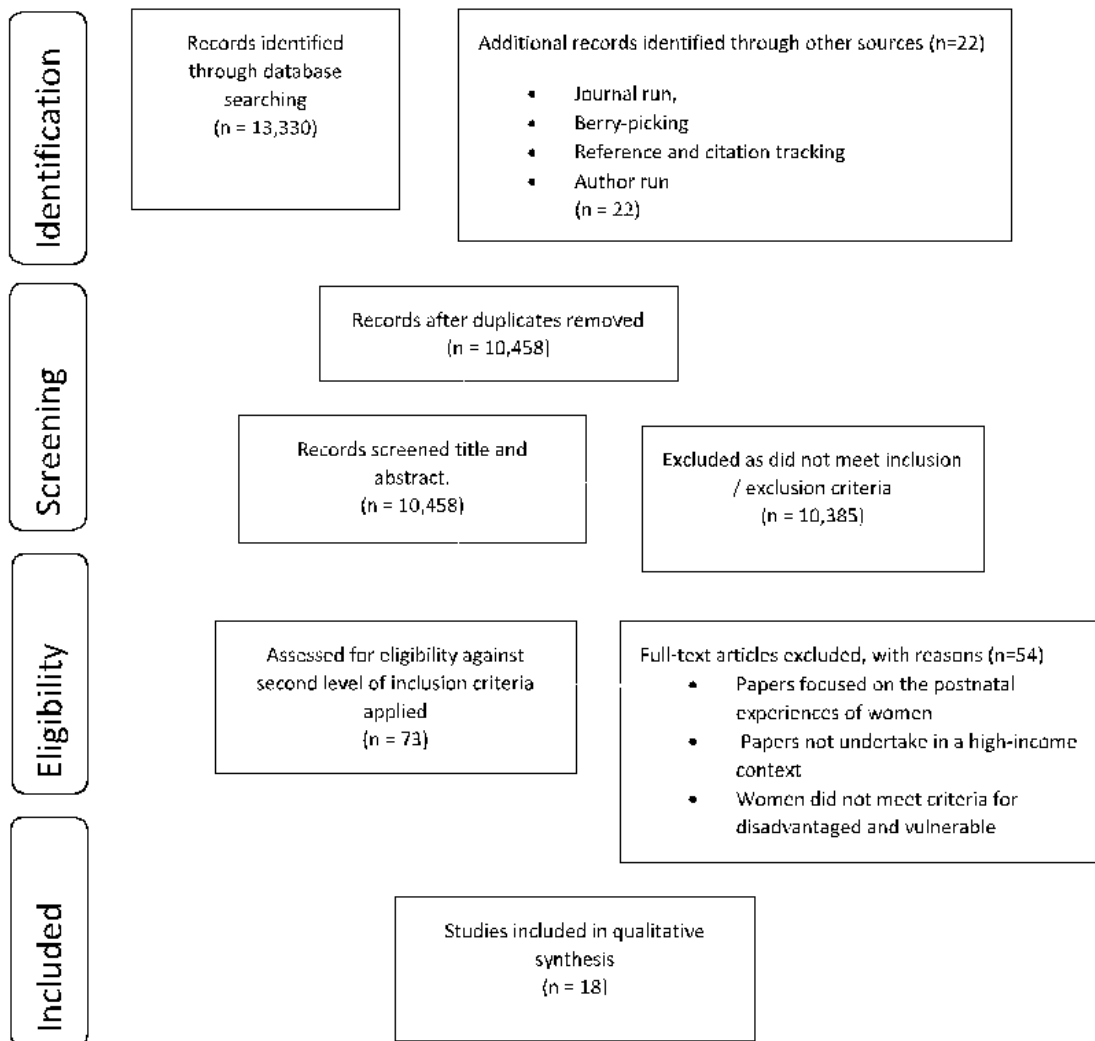 Identification
Records identified
through database
searching
(n = 13,330)
Additional records identified through other sources (n=22)
• Journal run,
• Berry-picking
• Reference and citation tracking
• Author run
(n = 22)
Screening
Records after duplicates removed
(n = 10,458)
Records screened title and
abstract.
(n = 10,458)
Excluded as did not meet inclusion
/ exclusion criteria
(n = 10,385)
Eligibility
Assessed for eligibility against
second level of inclusion criteria
applied
(n = 73)
Full-text articles excluded, with reasons (n=54)
• Papers focused on the postnatal
experiences of women
• Papers not undertake in a high-income
context
• Women did not meet criteria for
disadvantaged and vulnerable
Included
Studies included in qualitative
synthesis
(n = 18)